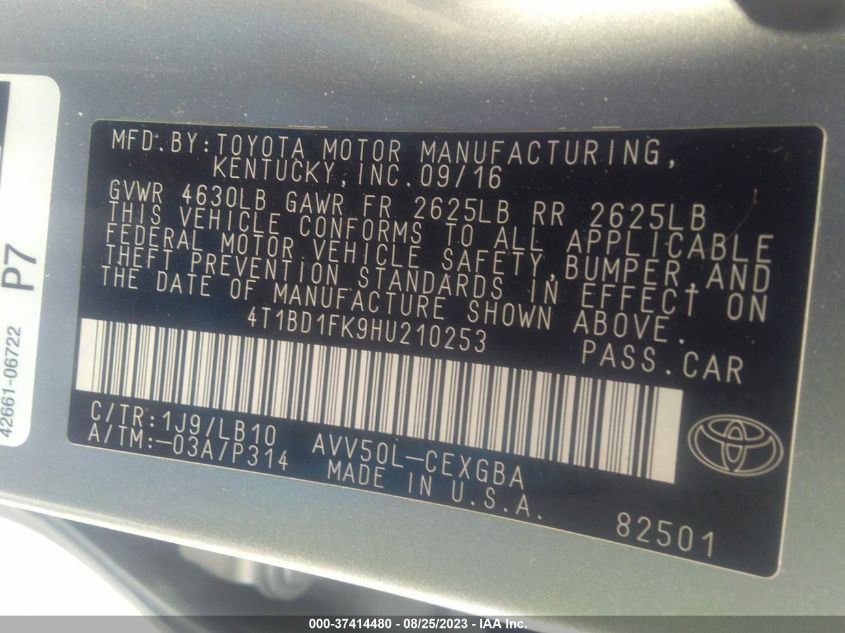 MFD.BY:TOYOTA MOTOR MANUFACTURING,
KENTUCKY, INC. 09/16
GVWR 4630LB GAWR FR 2625LB RR 2625LB
THIS VEHICLE CONFORMS TO ALL APPLICABLE
FEDERAL MOTOR VEHICLE SAFETY, BUMPER, AND
THEFT PREVENTION STANDARDS IN EFFECT ON
THE DATE OF MANUFACTURE SHOWN ABOVE.
4T1BD1FK9HU210253
PASS.CAR
C/TR:1J9/LB10
A/TM:-03A/P314
AVV50L-CEXGBA
MADE IN U.S.A.
82501
42661-06722
P7
000-37414480 - 08/25/2023 - IAA Inc.